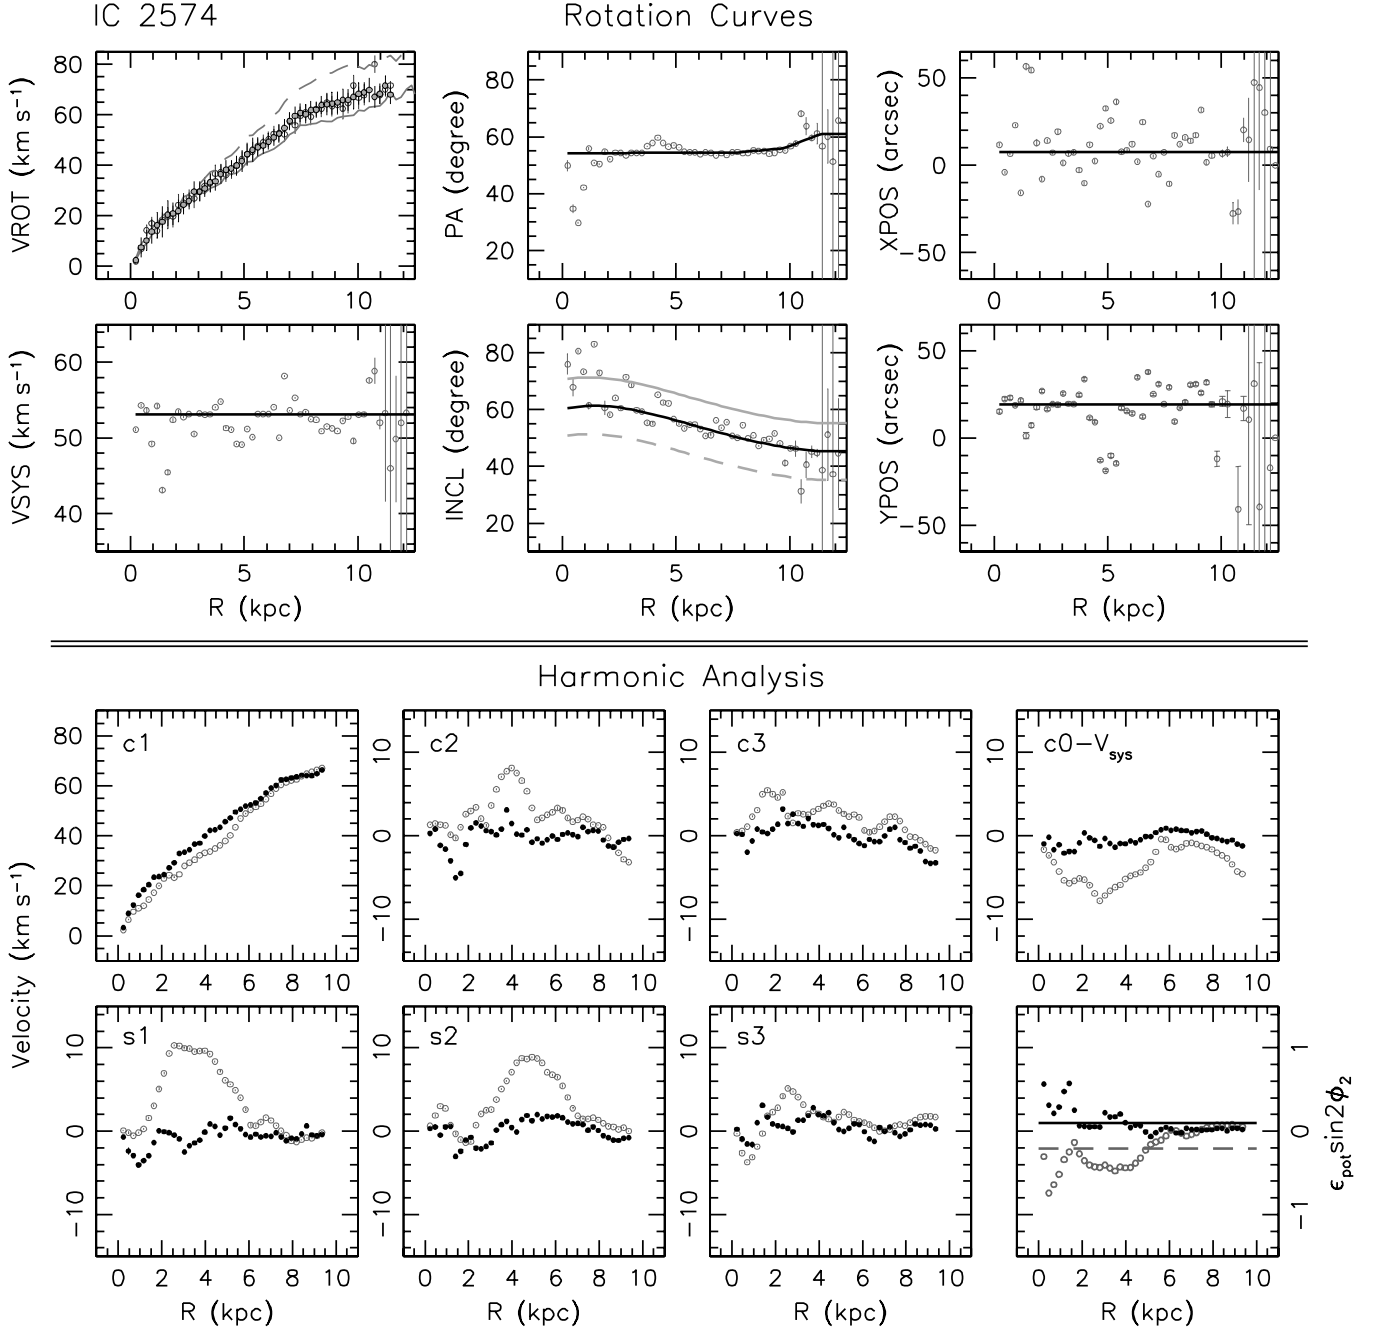 IC 2574
Rotation Curves
VROT (km s⁻¹)
80
60
40
20
0
0 5 10
PA (degree)
80
60
40
20
0 5 10
XPOS (arcsec)
50
0
−50
0 5 10
VSYS (km s⁻¹)
60
50
40
0 5 10
R (kpc)
INCL (degree)
80
60
40
20
0 5 10
R (kpc)
YPOS (arcsec)
50
0
−50
0 5 10
R (kpc)
Harmonic Analysis
Velocity (km s⁻¹)
c1
80
60
40
20
0
0 2 4 6 8 10
c2
10
0
−10
0 2 4 6 8 10
c3
10
0
−10
0 2 4 6 8 10
c0−Vsys
10
0
−10
0 2 4 6 8 10
s1
10
0
−10
0 2 4 6 8 10
R (kpc)
s2
10
0
−10
0 2 4 6 8 10
R (kpc)
s3
10
0
−10
0 2 4 6 8 10
R (kpc)
1
0
−1
ϵpotsin2ϕ2
0 2 4 6 8 10
R (kpc)